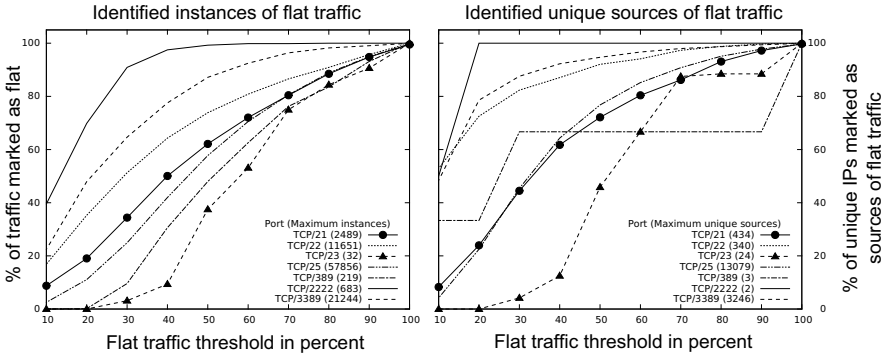 Identified instances of flat traffic
% of traffic marked as flat
100
80
60
40
20
0
Port (Maximum instances)
TCP/21 (2489)
TCP/22 (11651)
TCP/23 (32)
TCP/25 (57856)
TCP/389 (219)
TCP/2222 (683)
TCP/3389 (21244)
10 20 30 40 50 60 70 80 90 100
Flat traffic threshold in percent
Identified unique sources of flat traffic
Port (Maximum unique sources)
TCP/21 (434)
TCP/22 (340)
TCP/23 (24)
TCP/25 (13079)
TCP/389 (3)
TCP/2222 (2)
TCP/3389 (3246)
10 20 30 40 50 60 70 80 90 100
Flat traffic threshold in percent
100
80
60
40
20
0
% of unique IPs marked as
sources of flat traffic